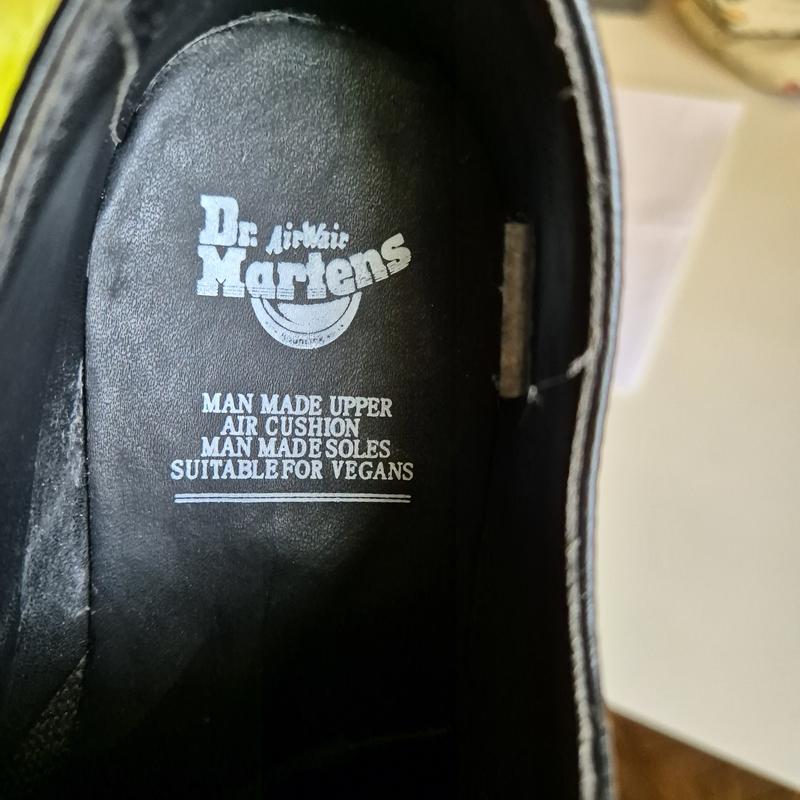 Dr. AirWair
Martens
MAN MADE UPPER
AIR CUSHION
MAN MADE SOLES
SUITABLE FOR VEGANS